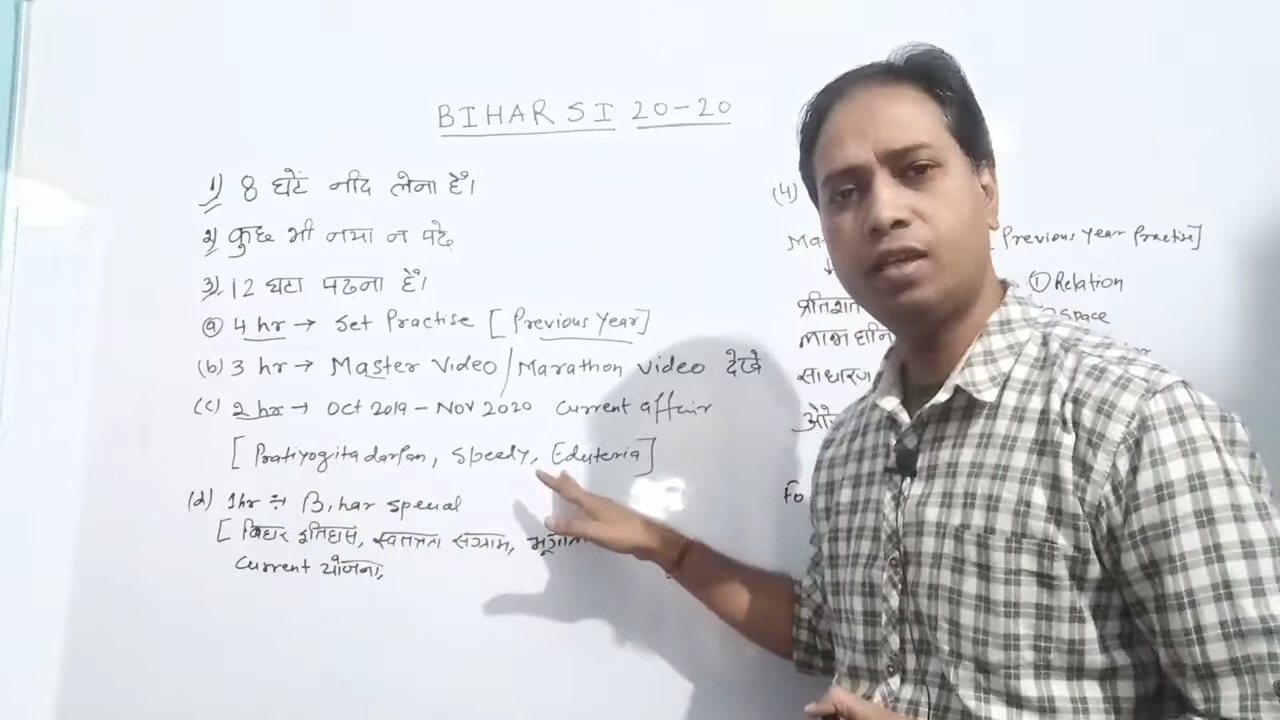 BIHAR SI 20-20
1) 8 घंटे नींद लेना हैं।
2) कुछ भी नया न पढे
3) 12 घंटा पढना हैं।
(a) 4 hr → Set Practise [Previous Year]
(b) 3 hr → Master Video / Marathon video देखे
(c) 2 hr → Oct 2019 - Nov 2020 Current affair
[Pratiyogita darpan, Speedy, Eduteria]
(d) 1hr ÷ Bihar special
[बिहार इतिहास, स्वतंत्रता संग्राम,
Current योजना,
(4)
Previous Year Practise]
↓
प्रतिशत
① Relation
लाभ हानि
Space
साधारण